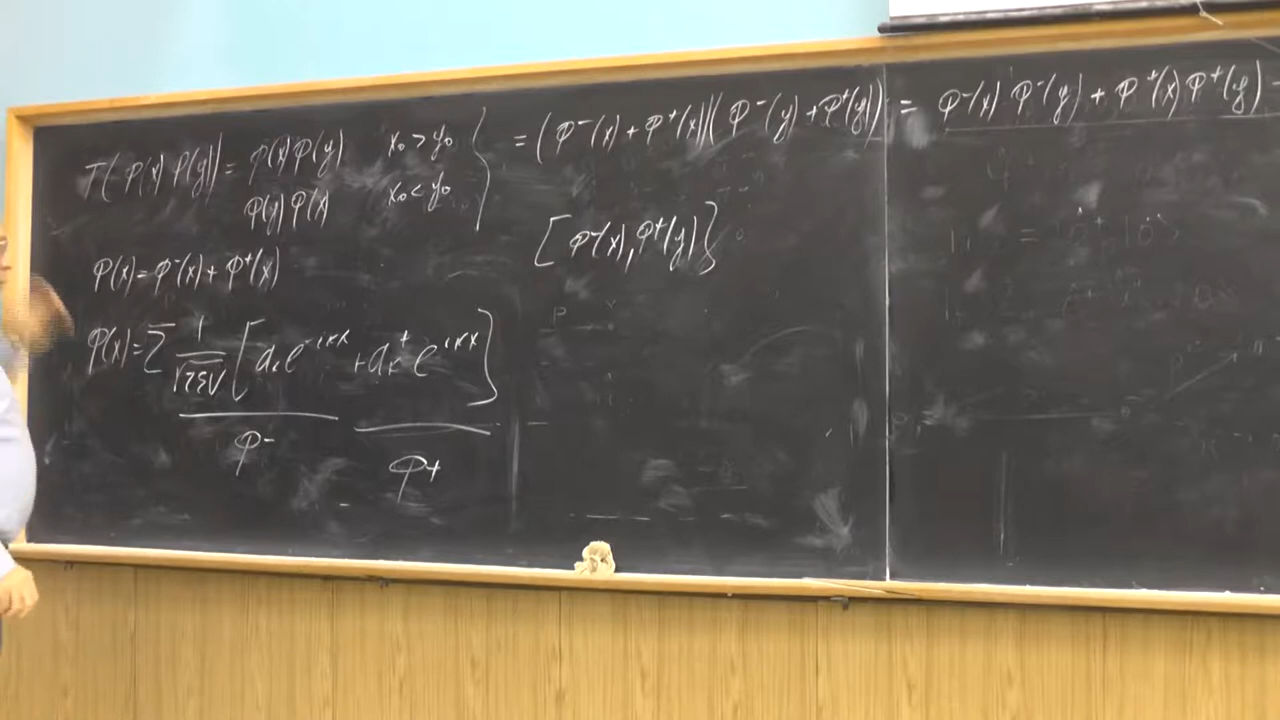 T(φ(x) φ(y)) = φ(x) φ(y) x₀ > y₀
φ(y) φ(x) x₀ < y₀ }
= (φ⁻(x) + φ⁺(x))(φ⁻(y) + φ⁺(y)) = φ⁻(x) φ⁻(y) + φ⁺(x) φ⁺(y) +
[φ⁻(x), φ⁺(y)]
φ(x) = φ⁻(x) + φ⁺(x)
φ(x) = Σ 1/√2εV [aₖe^{-ikx} + aₖ⁺e^{ikx}]
φ⁻ φ⁺